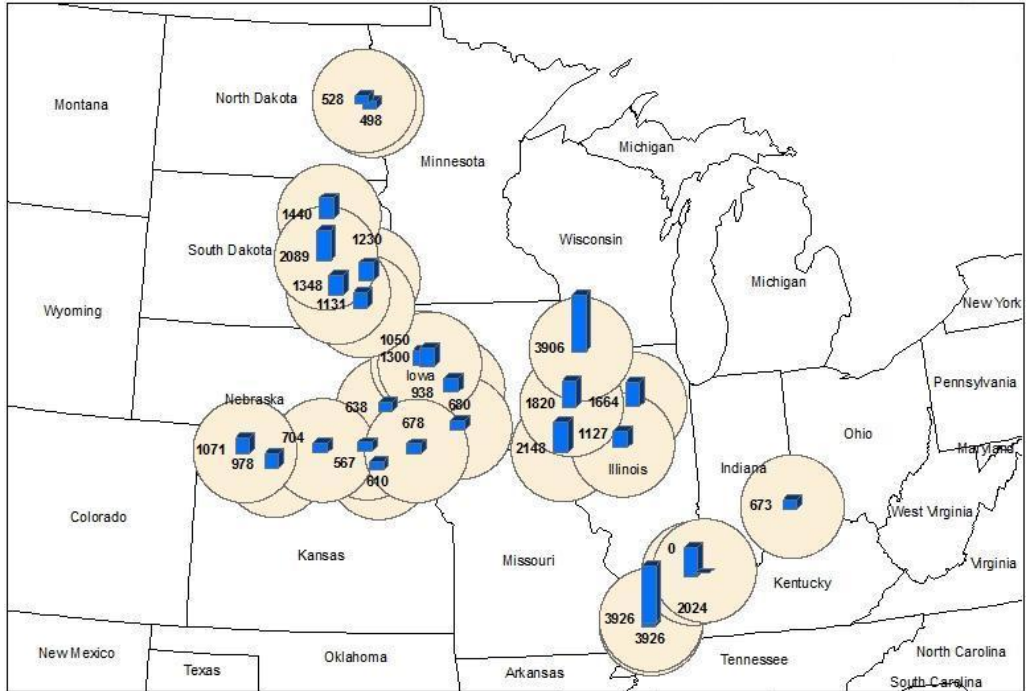 North Dakota
528
498
Montana
Minnesota
Michigan
1440
1230
South Dakota
2089
Wisconsin
1348
1131
Michigan
Wyoming
New York
1050
1300
3906
Iowa
938
680
Nebraska
638
678
1820
1664
Pennsylvania
704
1071
978
567
610
2148
1127
Illinois
Ohio
Indiana
Maryland
673
West Virginia
Colorado
Kansas
Missouri
0
Kentucky
Virginia
2024
3926
3926
New Mexico
Texas
Oklahoma
Arkansas
Tennessee
North Carolina
South Carolina